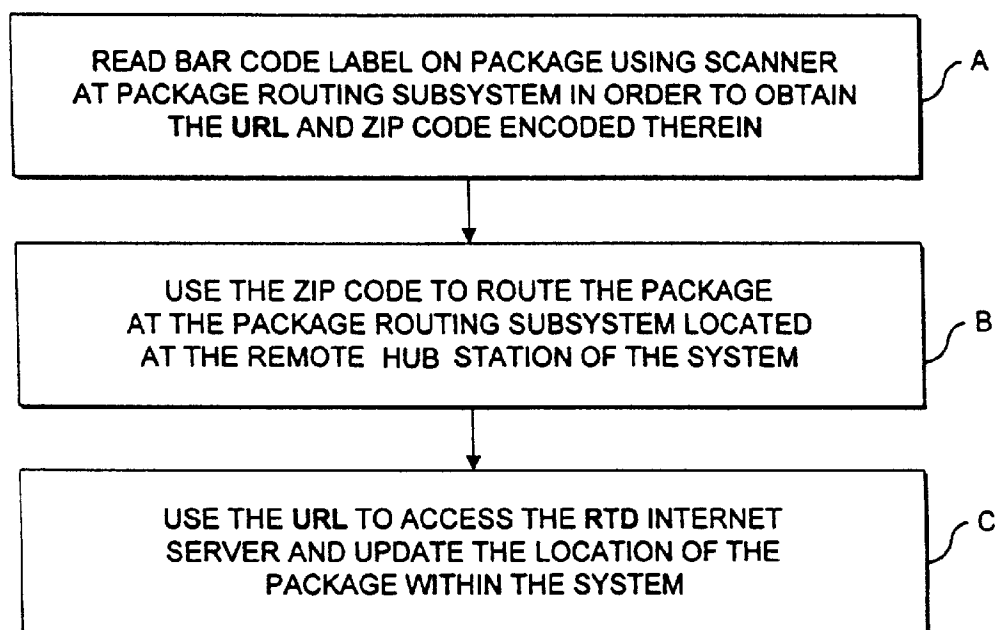 READ BAR CODE LABEL ON PACKAGE USING SCANNER
AT PACKAGE ROUTING SUBSYSTEM IN ORDER TO OBTAIN
THE URL AND ZIP CODE ENCODED THEREIN
A
USE THE ZIP CODE TO ROUTE THE PACKAGE
AT THE PACKAGE ROUTING SUBSYSTEM LOCATED
AT THE REMOTE HUB STATION OF THE SYSTEM
B
USE THE URL TO ACCESS THE RTD INTERNET
SERVER AND UPDATE THE LOCATION OF THE
PACKAGE WITHIN THE SYSTEM
C